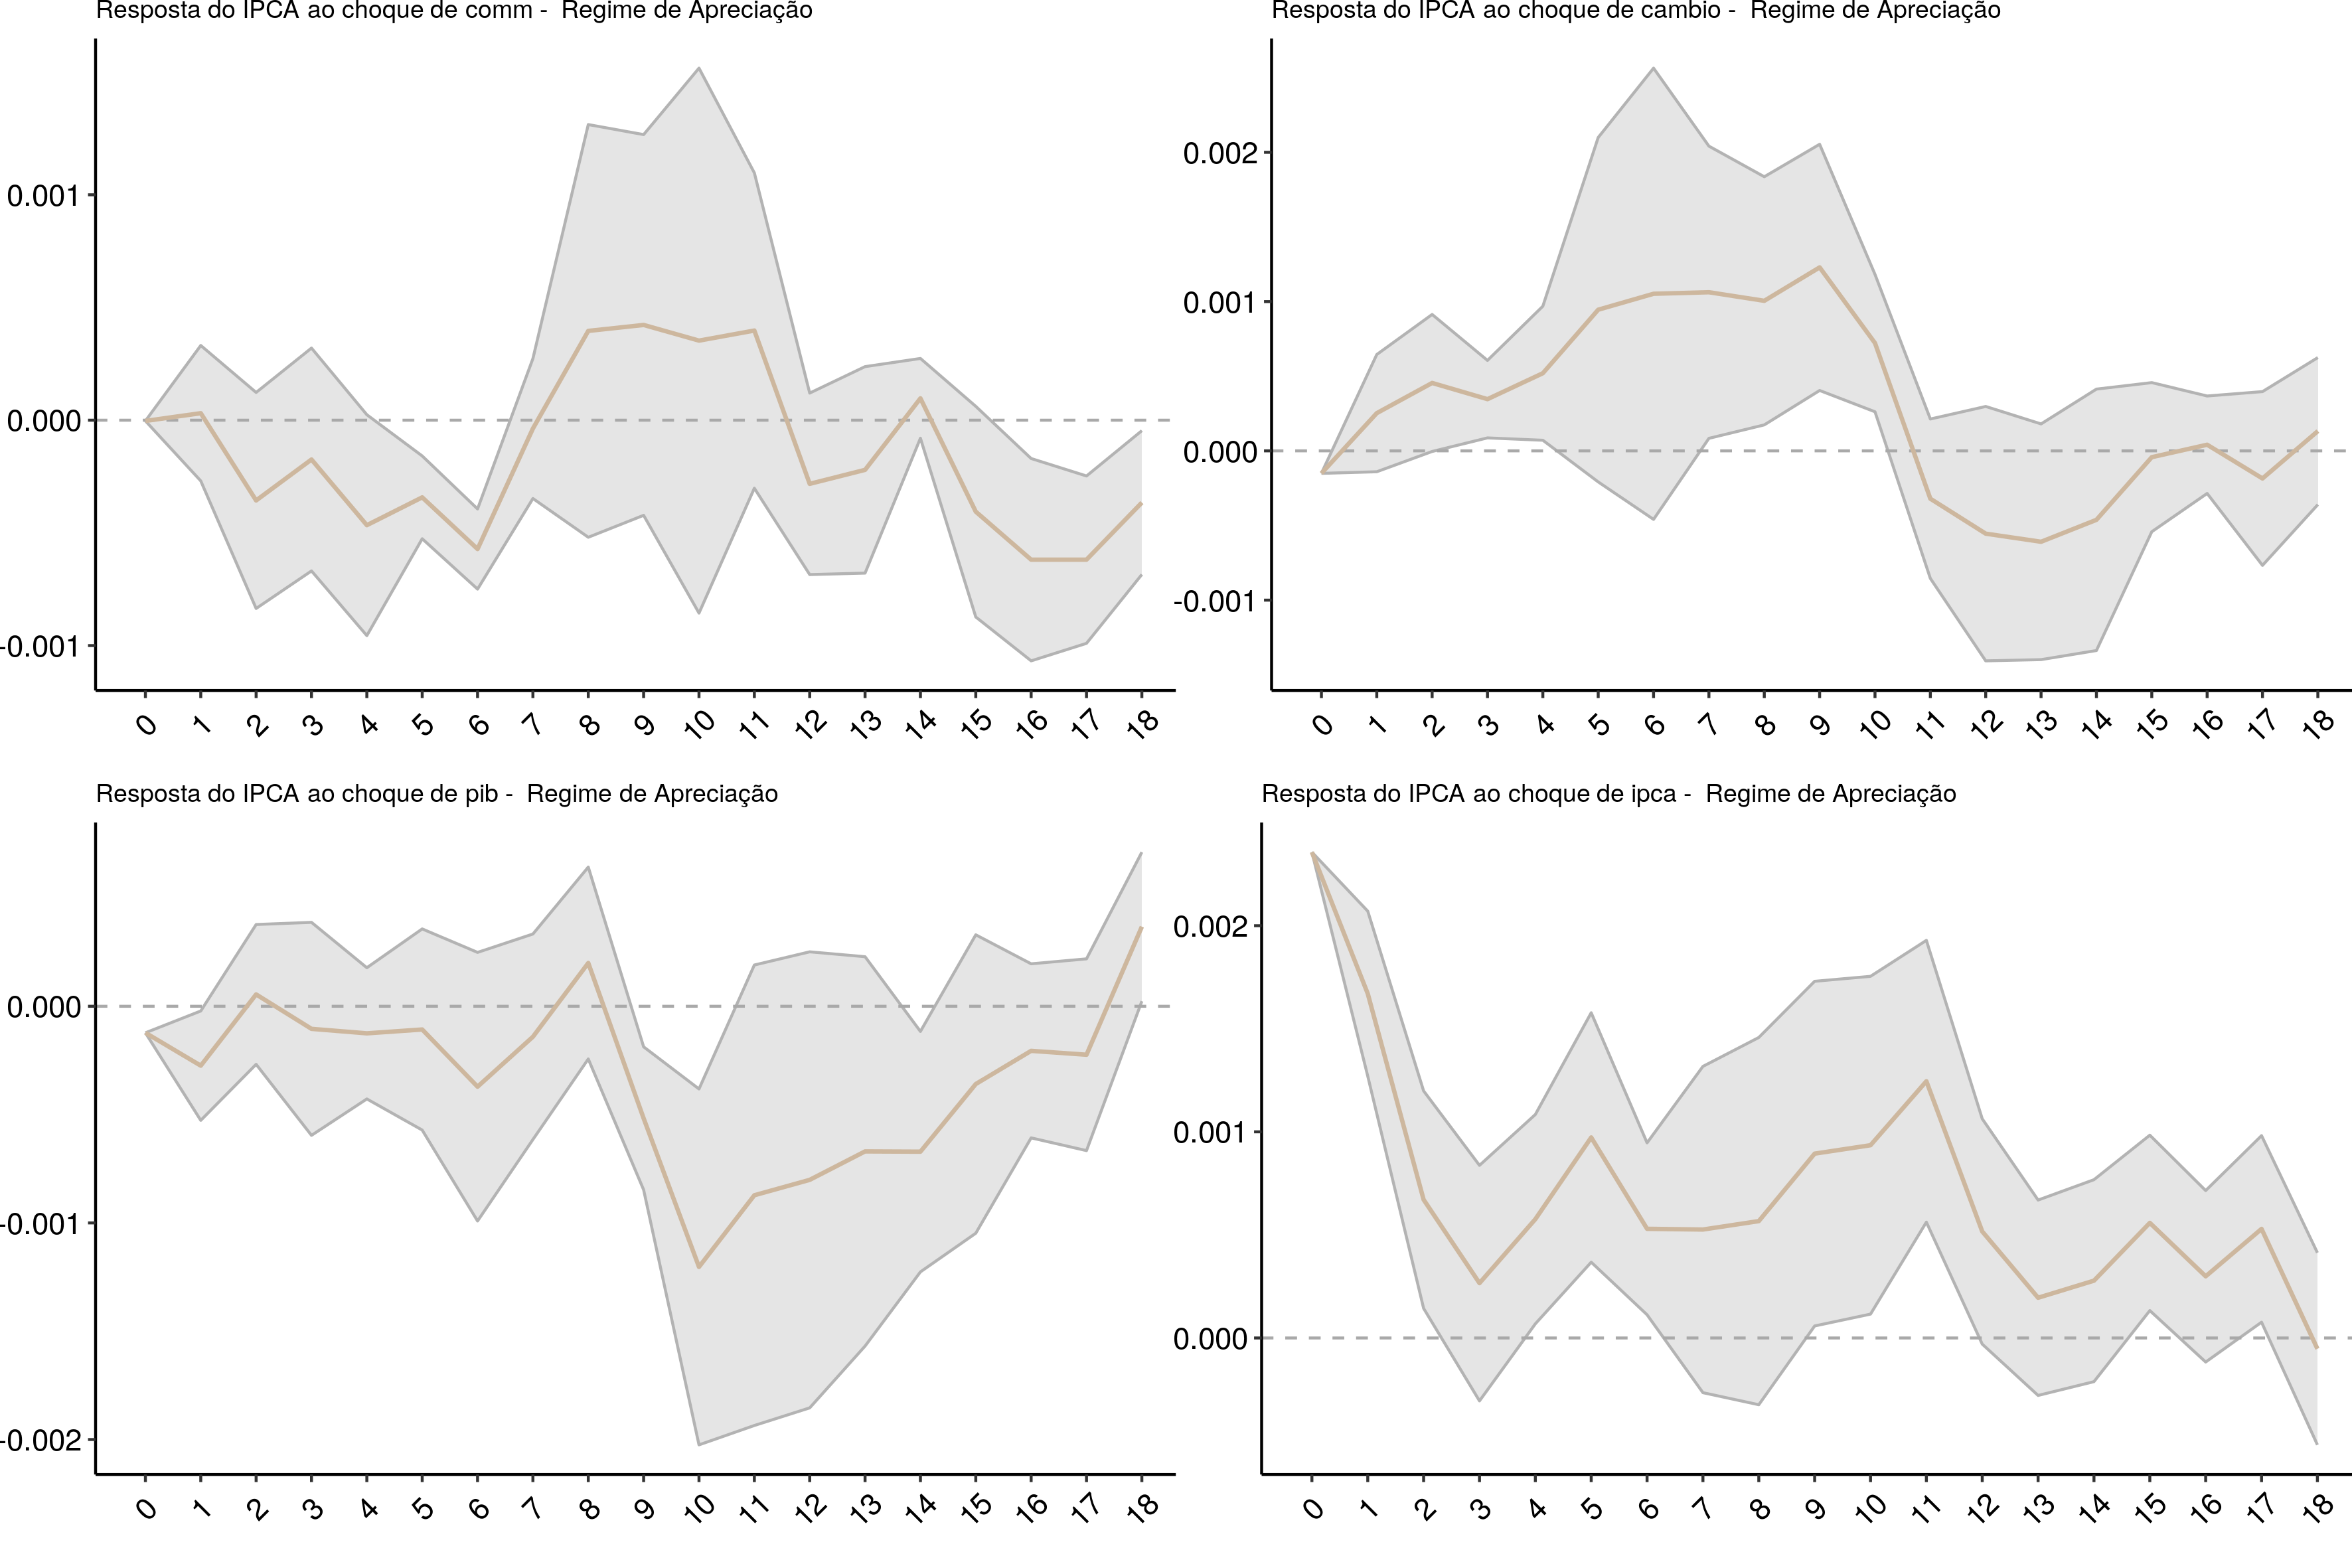 Resposta do IPCA ao choque de comm -  Regime de Apreciação
0.001
0.000
-0.001
0 1 2 3 4 5 6 7 8 9 10 11 12 13 14 15 16 17 18
Resposta do IPCA ao choque de cambio -  Regime de Apreciação
0.002
0.001
0.000
-0.001
0 1 2 3 4 5 6 7 8 9 10 11 12 13 14 15 16 17 18
Resposta do IPCA ao choque de pib -  Regime de Apreciação
0.000
-0.001
-0.002
0 1 2 3 4 5 6 7 8 9 10 11 12 13 14 15 16 17 18
Resposta do IPCA ao choque de ipca -  Regime de Apreciação
0.002
0.001
0.000
0 1 2 3 4 5 6 7 8 9 10 11 12 13 14 15 16 17 18